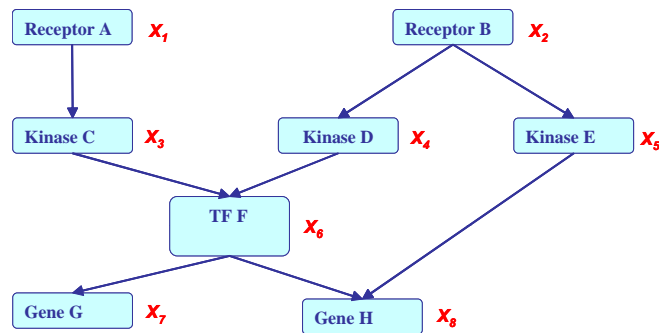 Receptor A X₁ Receptor B X₂
Kinase C X₃ Kinase D X₄ Kinase E X₅
TF F X₆
Gene G X₇ Gene H X₈